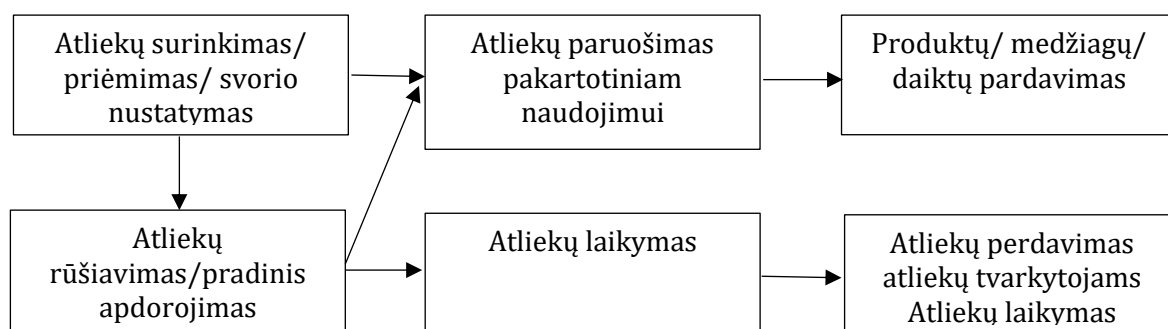 Atliekų surinkimas/
priėmimas/ svorio
nustatymas
Atliekų paruošimas
pakartotiniam
naudojimui
Produktų/ medžiagų/
daiktų pardavimas
Atliekų
rūšiavimas/pradinis
apdorojimas
Atliekų laikymas
Atliekų perdavimas
atliekų tvarkytojams
Atliekų laikymas